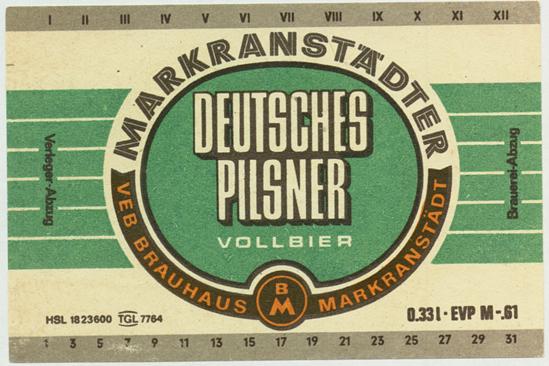 I II III IV V VI VII VIII IX X XI XII
MARKRANSTÄDTER
DEUTSCHES
PILSNER
VOLLBIER
Verleger-Abzug
Brauerei-Abzug
VEB BRAUHAUS MARKRANSTÄDT
B
M
HSL 1823600 TGL 7764
0.33 l · EVP M -.61
1 3 5 7 9 11 13 15 17 19 21 23 25 27 29 31